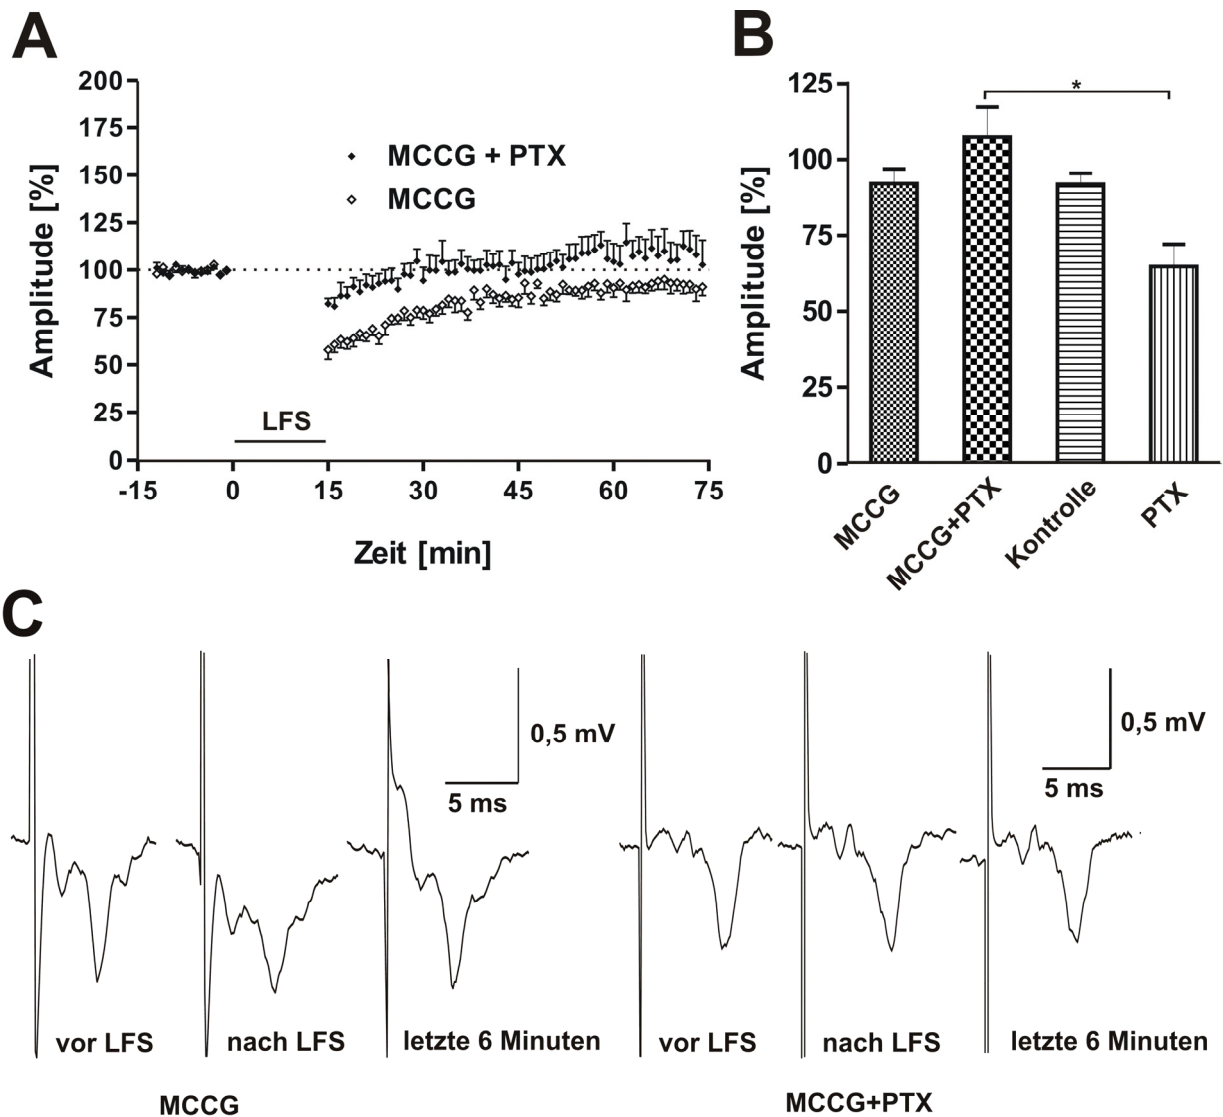 A
Amplitude [%]
200
175
150
125
100
75
50
25
0
MCCG + PTX
MCCG
LFS
-15 0 15 30 45 60 75
Zeit [min]
B
Amplitude [%]
125
100
75
50
25
0
*
MCCG
MCCG+PTX
Kontrolle
PTX
C
0,5 mV
5 ms
0,5 mV
5 ms
vor LFS nach LFS letzte 6 Minuten vor LFS nach LFS letzte 6 Minuten
MCCG MCCG+PTX